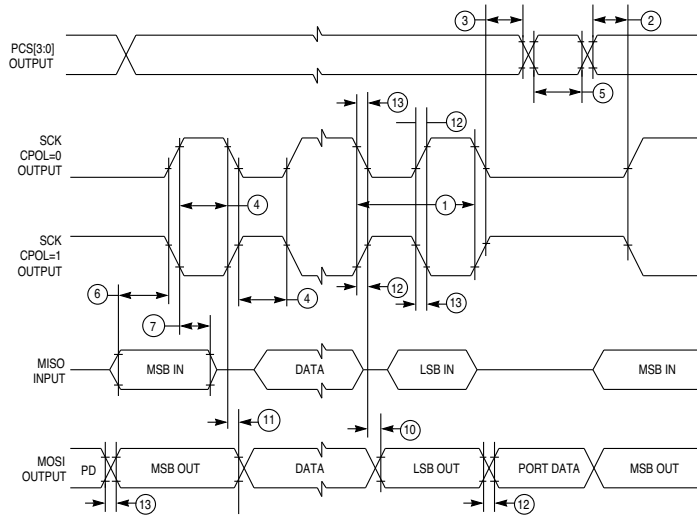 3
2
PCS[3:0]
OUTPUT
5
13
12
SCK
CPOL=0
OUTPUT
4
1
SCK
CPOL=1
OUTPUT
6
4
12
13
7
MISO
INPUT
MSB IN
DATA
LSB IN
MSB IN
11
10
MOSI
OUTPUT
PD
MSB OUT
DATA
LSB OUT
PORT DATA
MSB OUT
13
12